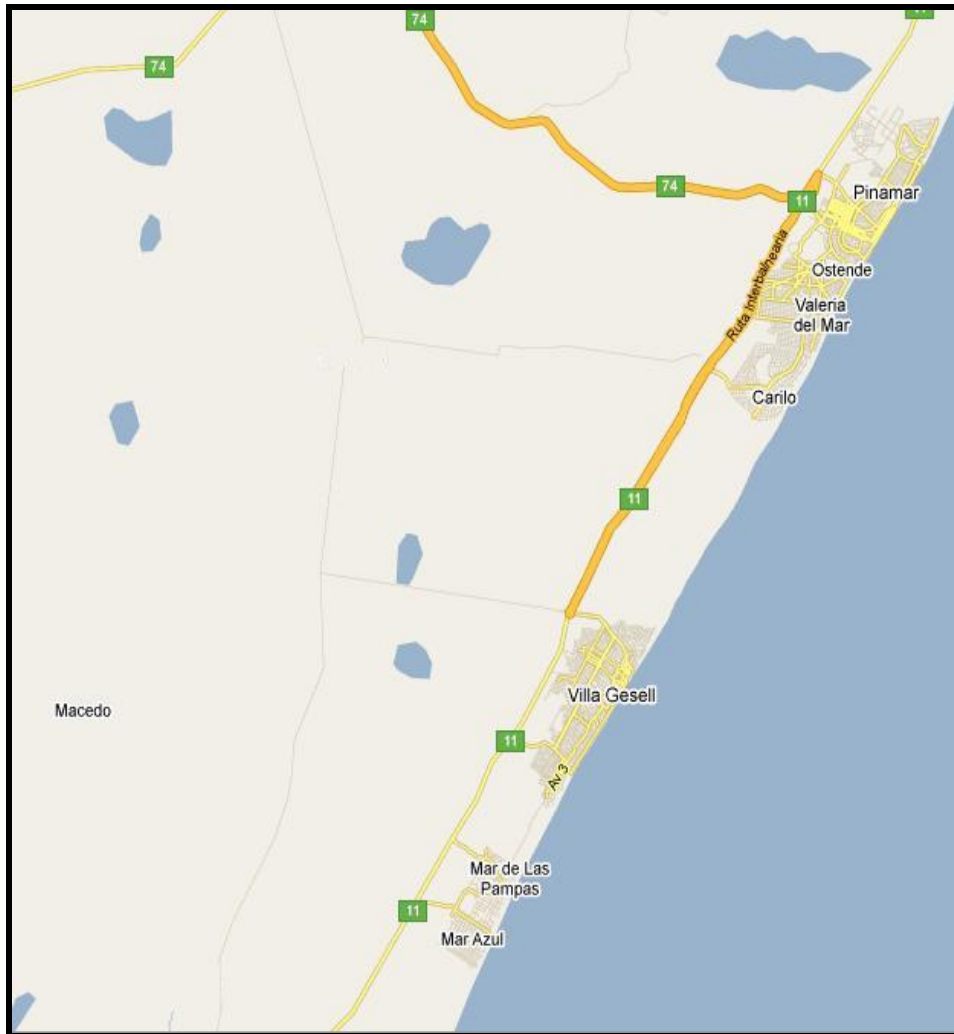 74
11
74
74
11
Pinamar
Ruta Interbalnearia
Ostende
Valeria
del Mar
Carilo
11
Villa Gesell
Macedo
11
Av 3
Mar de Las
Pampas
11
Mar Azul